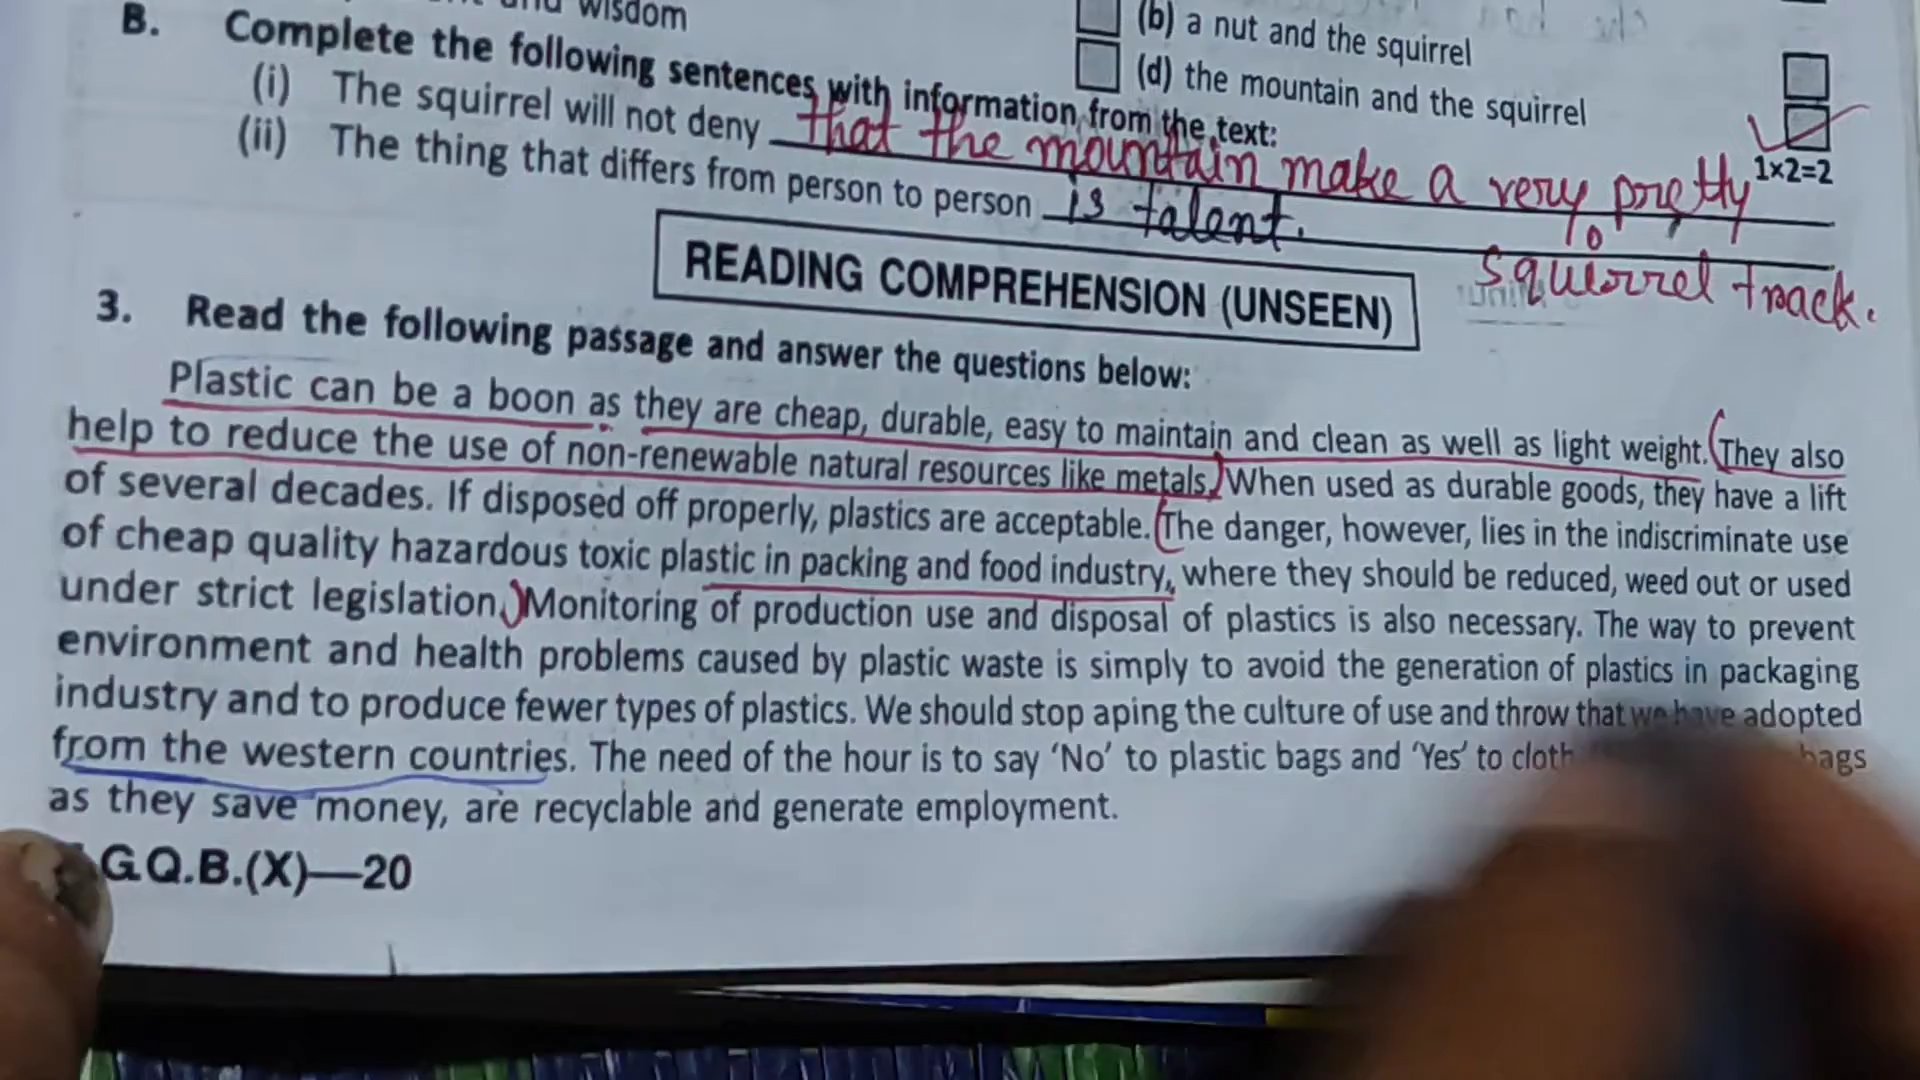 and wisdom
(b) a nut and the squirrel
(d) the mountain and the squirrel
B. Complete the following sentences with information from the text:
1×2=2
(i) The squirrel will not deny that the mountain make a very pretty
squirrel track.
(ii) The thing that differs from person to person is talent.
READING COMPREHENSION (UNSEEN)
3. Read the following passage and answer the questions below:
Plastic can be a boon as they are cheap, durable, easy to maintain and clean as well as light weight. They also
help to reduce the use of non-renewable natural resources like metals. When used as durable goods, they have a lift
of several decades. If disposed off properly, plastics are acceptable. The danger, however, lies in the indiscriminate use
of cheap quality hazardous toxic plastic in packing and food industry, where they should be reduced, weed out or used
under strict legislation. Monitoring of production use and disposal of plastics is also necessary. The way to prevent
environment and health problems caused by plastic waste is simply to avoid the generation of plastics in packaging
industry and to produce fewer types of plastics. We should stop aping the culture of use and throw that we have adopted
from the western countries. The need of the hour is to say ‘No’ to plastic bags and ‘Yes’ to cloth bags
as they save money, are recyclable and generate employment.
G.Q.B.(X)—20